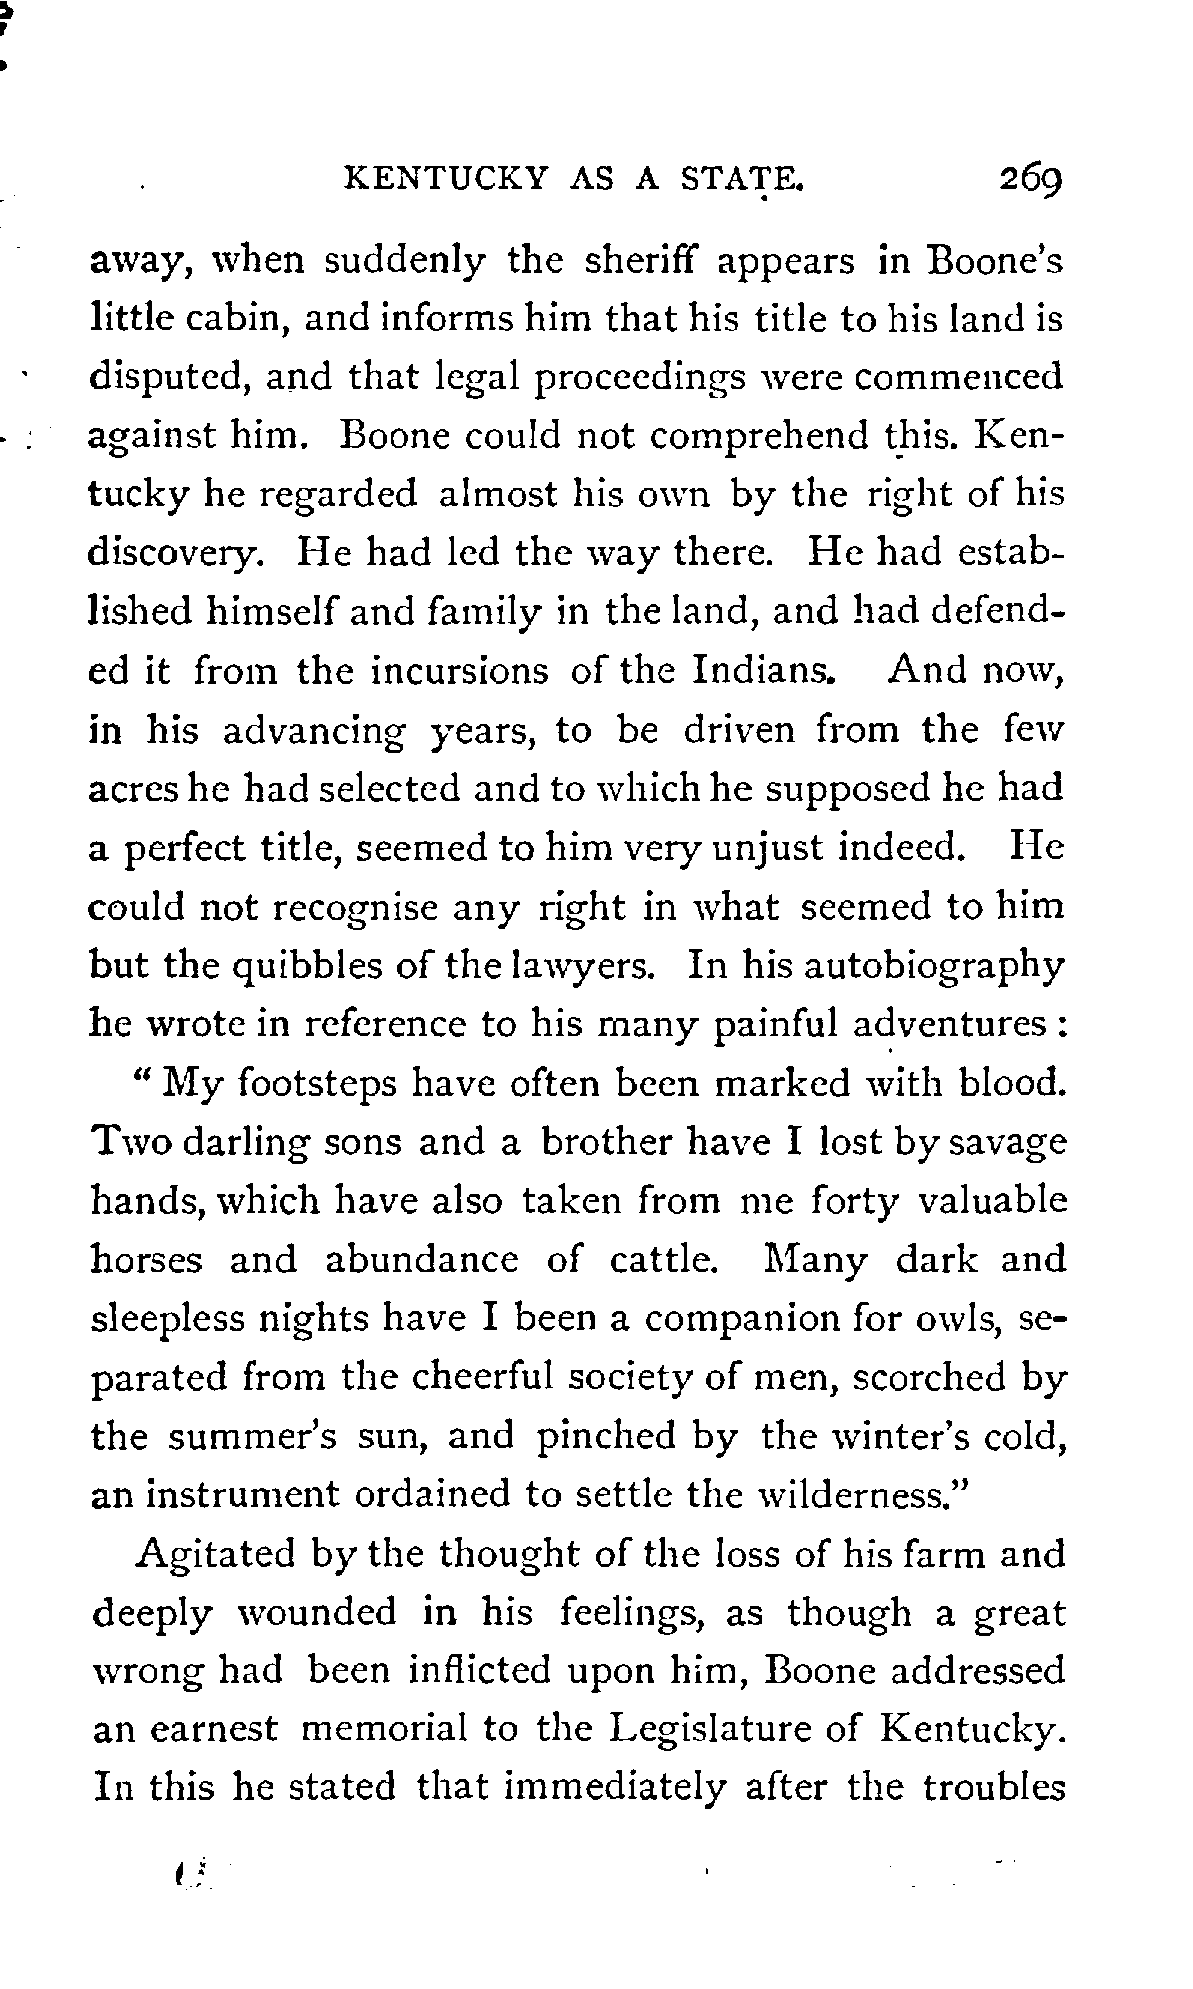 KENTUCKY AS A STATE. 269
away, when suddenly the sheriff appears in Boone's
little cabin, and informs him that his title to his land is
disputed, and that legal proceedings were commenced
against him. Boone could not comprehend this. Ken-
tucky he regarded almost his own by the right of his
discovery. He had led the way there. He had estab-
lished himself and family in the land, and had defend-
ed it from the incursions of the Indians. And now,
in his advancing years, to be driven from the few
acres he had selected and to which he supposed he had
a perfect title, seemed to him very unjust indeed. He
could not recognise any right in what seemed to him
but the quibbles of the lawyers. In his autobiography
he wrote in reference to his many painful adventures :
“ My footsteps have often been marked with blood.
Two darling sons and a brother have I lost by savage
hands, which have also taken from me forty valuable
horses and abundance of cattle. Many dark and
sleepless nights have I been a companion for owls, se-
parated from the cheerful society of men, scorched by
the summer's sun, and pinched by the winter's cold,
an instrument ordained to settle the wilderness.”
Agitated by the thought of the loss of his farm and
deeply wounded in his feelings, as though a great
wrong had been inflicted upon him, Boone addressed
an earnest memorial to the Legislature of Kentucky.
In this he stated that immediately after the troubles